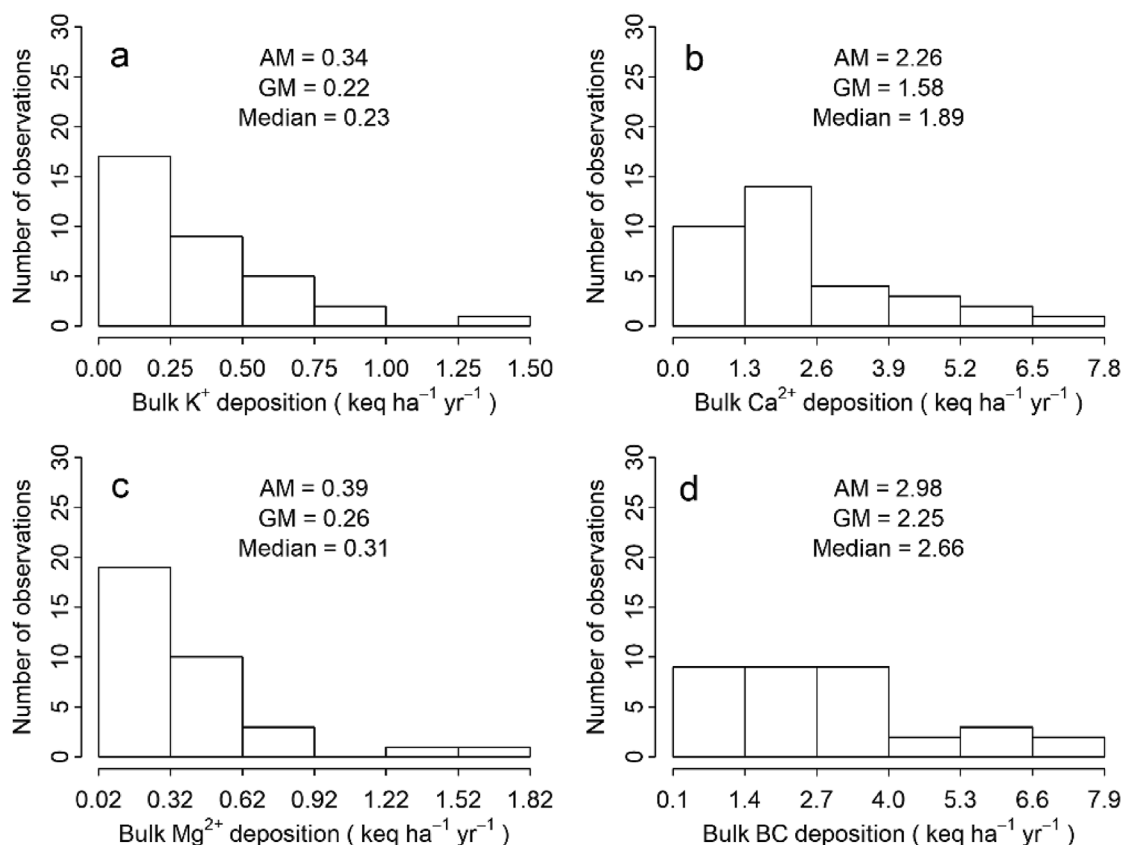 a
AM = 0.34
GM = 0.22
Median = 0.23
Number of observations
30
25
20
15
10
5
0
0.00 0.25 0.50 0.75 1.00 1.25 1.50
Bulk K⁺ deposition ( keq ha⁻¹ yr⁻¹ )
b
AM = 2.26
GM = 1.58
Median = 1.89
Number of observations
30
25
20
15
10
5
0
0.0 1.3 2.6 3.9 5.2 6.5 7.8
Bulk Ca²⁺ deposition ( keq ha⁻¹ yr⁻¹ )
c
AM = 0.39
GM = 0.26
Median = 0.31
Number of observations
30
25
20
15
10
5
0
0.02 0.32 0.62 0.92 1.22 1.52 1.82
Bulk Mg²⁺ deposition ( keq ha⁻¹ yr⁻¹ )
d
AM = 2.98
GM = 2.25
Median = 2.66
Number of observations
30
25
20
15
10
5
0
0.1 1.4 2.7 4.0 5.3 6.6 7.9
Bulk BC deposition ( keq ha⁻¹ yr⁻¹ )